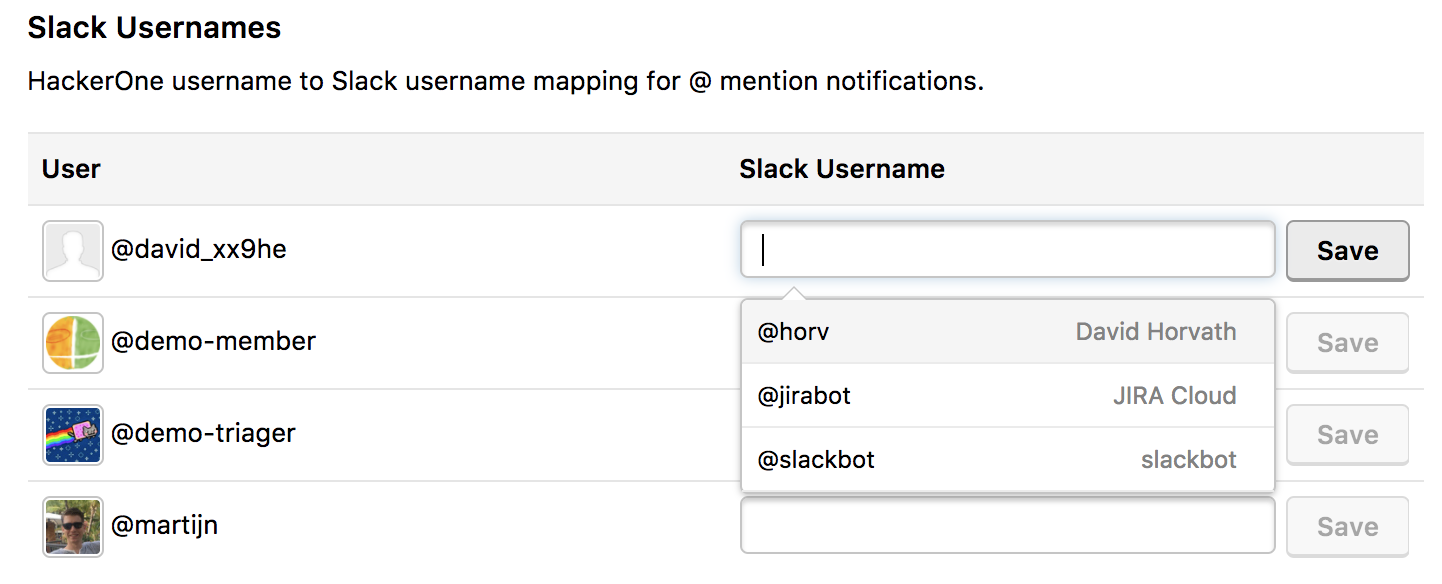 Slack Usernames
HackerOne username to Slack username mapping for @ mention notifications.
User Slack Username
@david_xx9he Save
@horv David Horvath
@demo-member Save
@jirabot JIRA Cloud
@demo-triager Save
@slackbot slackbot
@martijn Save